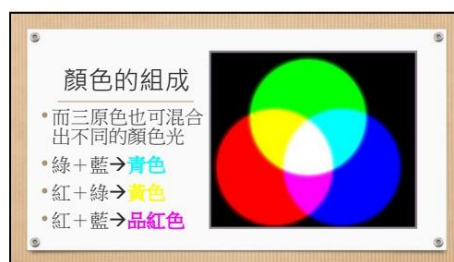 顏色的組成
•而三原色也可混合
出不同的顏色光
•綠＋藍→青色
•紅＋綠→黃色
•紅＋藍→品紅色